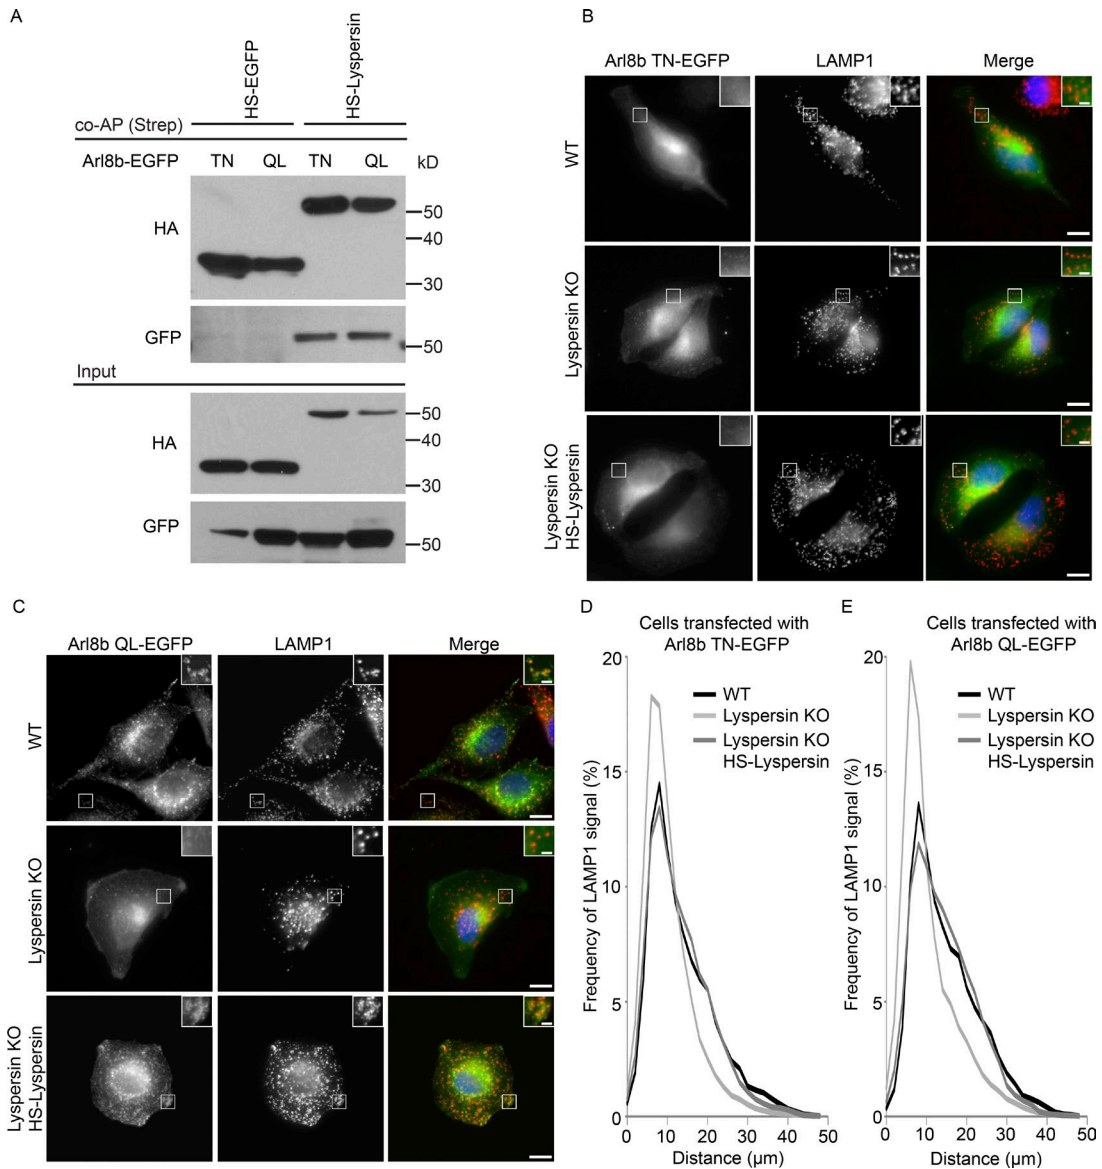 A
HS-EGFP
HS-Lyspersin
co-AP (Strep)
Arl8b-EGFP TN QL TN QL kD
HA
50
40
30
GFP
50
Input
HA
50
40
30
GFP
50
B
Arl8b TN-EGFP LAMP1 Merge
WT
Lyspersin KO
Lyspersin KO
HS-Lyspersin
C
Arl8b QL-EGFP LAMP1 Merge
WT
Lyspersin KO
Lyspersin KO
HS-Lyspersin
D
Cells transfected with
Arl8b TN-EGFP
20
15
10
5
0
Frequency of LAMP1 signal (%)
WT
Lyspersin KO
Lyspersin KO
HS-Lyspersin
0 10 20 30 40 50
Distance (µm)
E
Cells transfected with
Arl8b QL-EGFP
20
15
10
5
0
Frequency of LAMP1 signal (%)
WT
Lyspersin KO
Lyspersin KO
HS-Lyspersin
0 10 20 30 40 50
Distance (µm)